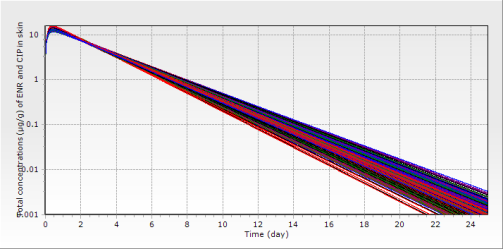 Total concentrations (µg/g) of ENR and CIP in skin
10
1
0.1
0.01
0.001
0 2 4 6 8 10 12 14 16 18 20 22 24
Time (day)